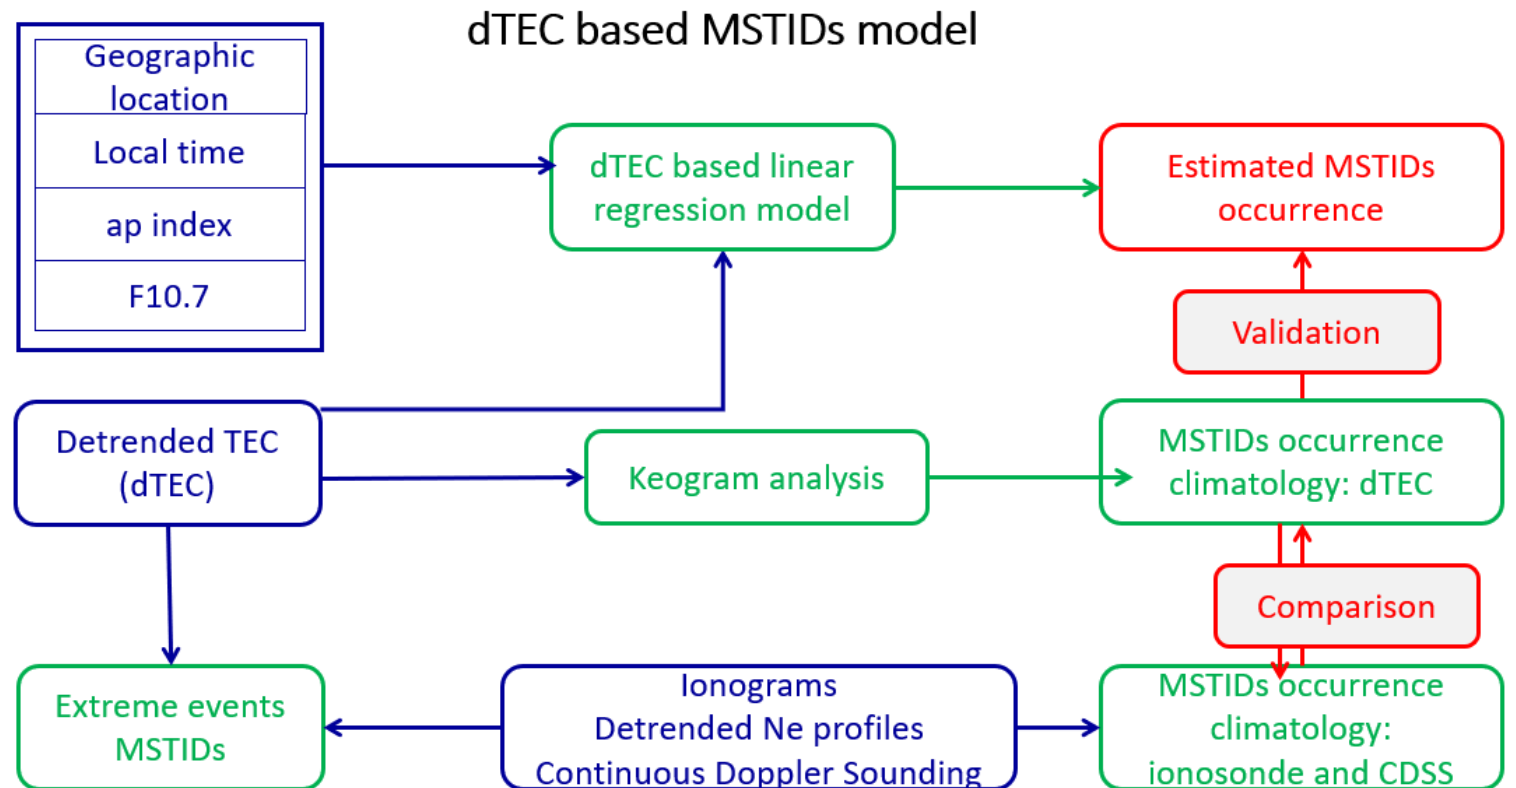 dTEC based MSTIDs model
Geographic
location
Local time
ap index
F10.7
dTEC based linear
regression model
Estimated MSTIDs
occurrence
Validation
Detrended TEC
(dTEC)
Keogram analysis
MSTIDs occurrence
climatology: dTEC
Comparison
Extreme events
MSTIDs
Ionograms
Detrended Ne profiles
Continuous Doppler Sounding
MSTIDs occurrence
climatology:
ionosonde and CDSS